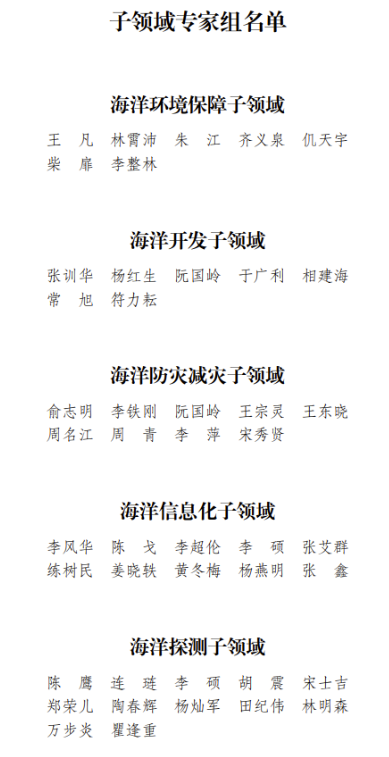 子领域专家组名单
海洋环境保障子领域
王　凡　林霄沛　朱　江　齐义泉　仉天宇
柴　扉　李整林
海洋开发子领域
张训华　杨红生　阮国岭　于广利　相建海
常　旭　符力耘
海洋防灾减灾子领域
俞志明　李铁刚　阮国岭　王宗灵　王东晓
周名江　周　青　李　萍　宋秀贤
海洋信息化子领域
李风华　陈　戈　李超伦　李　硕　张艾群
练树民　姜晓轶　黄冬梅　杨燕明　张　鑫
海洋探测子领域
陈　鹰　连　琏　李　硕　胡　震　宋士吉
郑荣儿　陶春辉　杨灿军　田纪伟　林明森
万步炎　瞿逢重